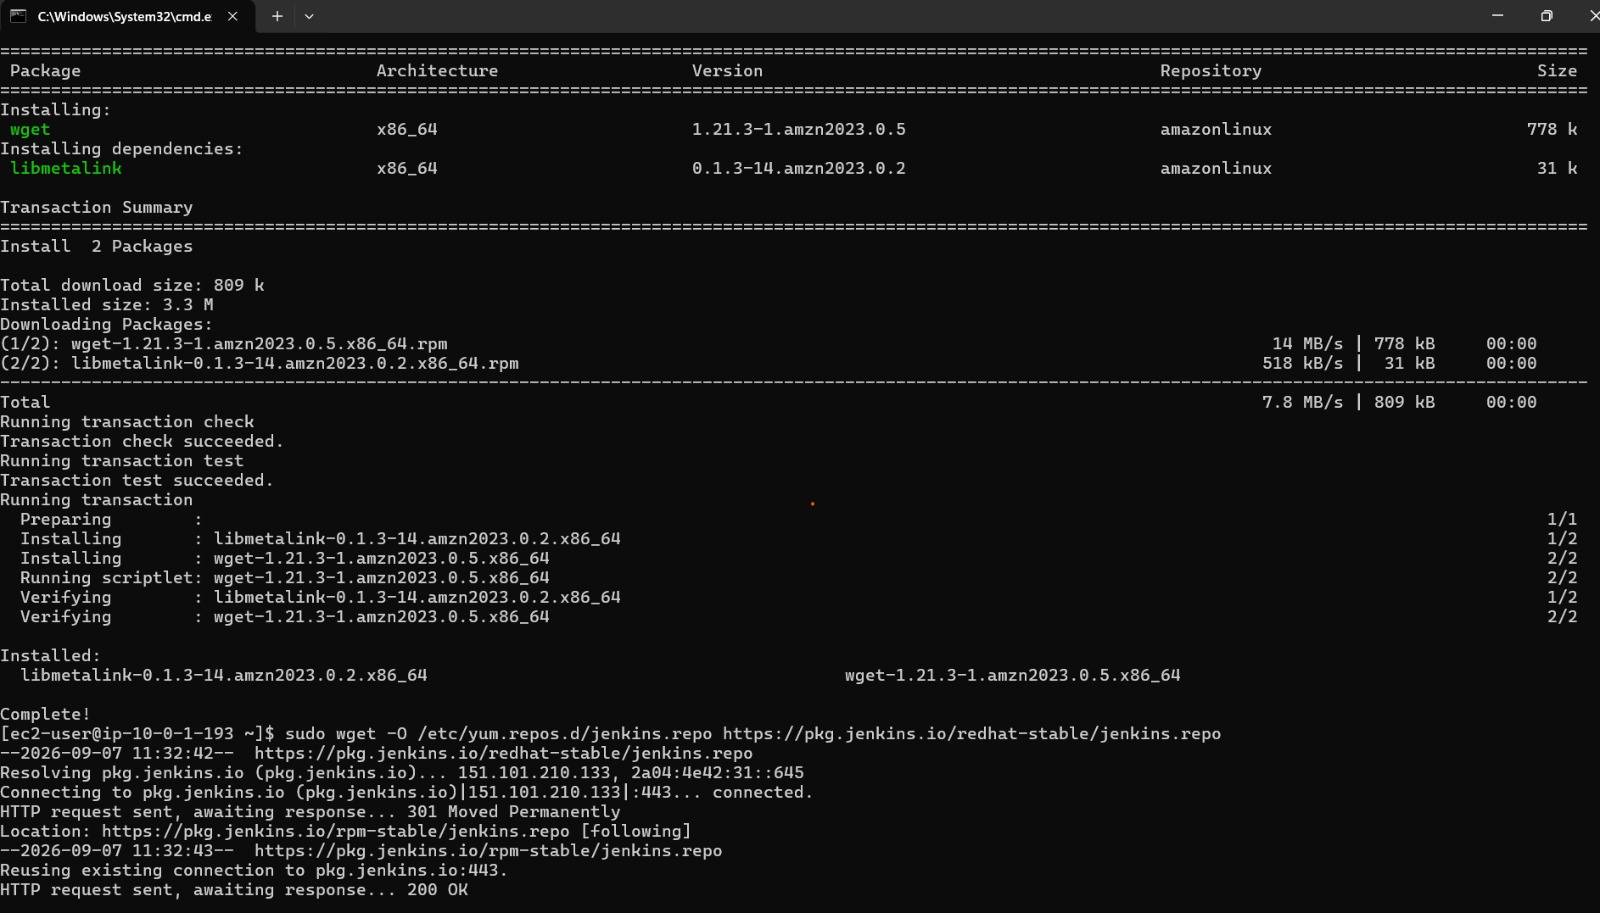 C:\Windows\System32\cmd.e
================================================================================
Package Architecture Version Repository Size
================================================================================
Installing:
wget x86_64 1.21.3-1.amzn2023.0.5 amazonlinux 778 k
Installing dependencies:
libmetalink x86_64 0.1.3-14.amzn2023.0.2 amazonlinux 31 k
Transaction Summary
================================================================================
Install  2 Packages
Total download size: 809 k
Installed size: 3.3 M
Downloading Packages:
(1/2): wget-1.21.3-1.amzn2023.0.5.x86_64.rpm 14 MB/s | 778 kB 00:00
(2/2): libmetalink-0.1.3-14.amzn2023.0.2.x86_64.rpm 518 kB/s | 31 kB 00:00
--------------------------------------------------------------------------------
Total 7.8 MB/s | 809 kB 00:00
Running transaction check
Transaction check succeeded.
Running transaction test
Transaction test succeeded.
Running transaction
Preparing : 1/1
Installing : libmetalink-0.1.3-14.amzn2023.0.2.x86_64 1/2
Installing : wget-1.21.3-1.amzn2023.0.5.x86_64 2/2
Running scriptlet: wget-1.21.3-1.amzn2023.0.5.x86_64 2/2
Verifying : libmetalink-0.1.3-14.amzn2023.0.2.x86_64 1/2
Verifying : wget-1.21.3-1.amzn2023.0.5.x86_64 2/2
Installed:
libmetalink-0.1.3-14.amzn2023.0.2.x86_64 wget-1.21.3-1.amzn2023.0.5.x86_64
Complete!
[ec2-user@ip-10-0-1-193 ~]$ sudo wget -O /etc/yum.repos.d/jenkins.repo https://pkg.jenkins.io/redhat-stable/jenkins.repo
--2026-09-07 11:32:42--  https://pkg.jenkins.io/redhat-stable/jenkins.repo
Resolving pkg.jenkins.io (pkg.jenkins.io)... 151.101.210.133, 2a04:4e42:31::645
Connecting to pkg.jenkins.io (pkg.jenkins.io)|151.101.210.133|:443... connected.
HTTP request sent, awaiting response... 301 Moved Permanently
Location: https://pkg.jenkins.io/rpm-stable/jenkins.repo [following]
--2026-09-07 11:32:43--  https://pkg.jenkins.io/rpm-stable/jenkins.repo
Reusing existing connection to pkg.jenkins.io:443.
HTTP request sent, awaiting response... 200 OK